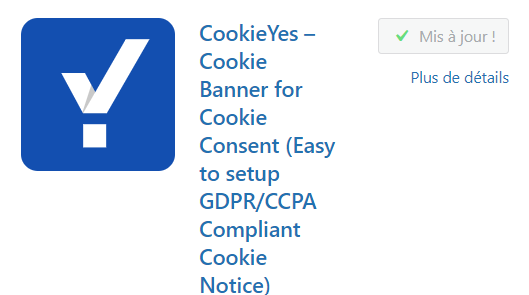 CookieYes –
Cookie
Banner for
Cookie
Consent (Easy
to setup
GDPR/CCPA
Compliant
Cookie
Notice)
Mis à jour !
Plus de détails